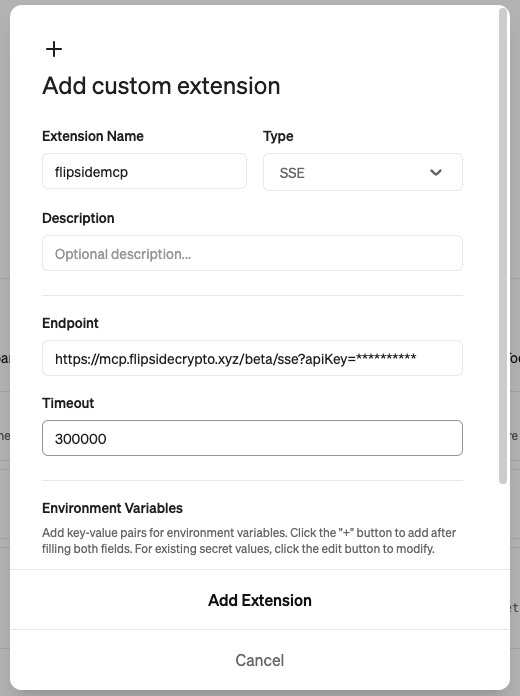 Add custom extension
Extension Name
Type
flipsidemcp
SSE
Description
Optional description...
Endpoint
https://mcp.flipsidecrypto.xyz/beta/sse?apiKey=**********
Timeout
300000
Environment Variables
Add key-value pairs for environment variables. Click the "+" button to add after
filling both fields. For existing secret values, click the edit button to modify.
Add Extension
Cancel